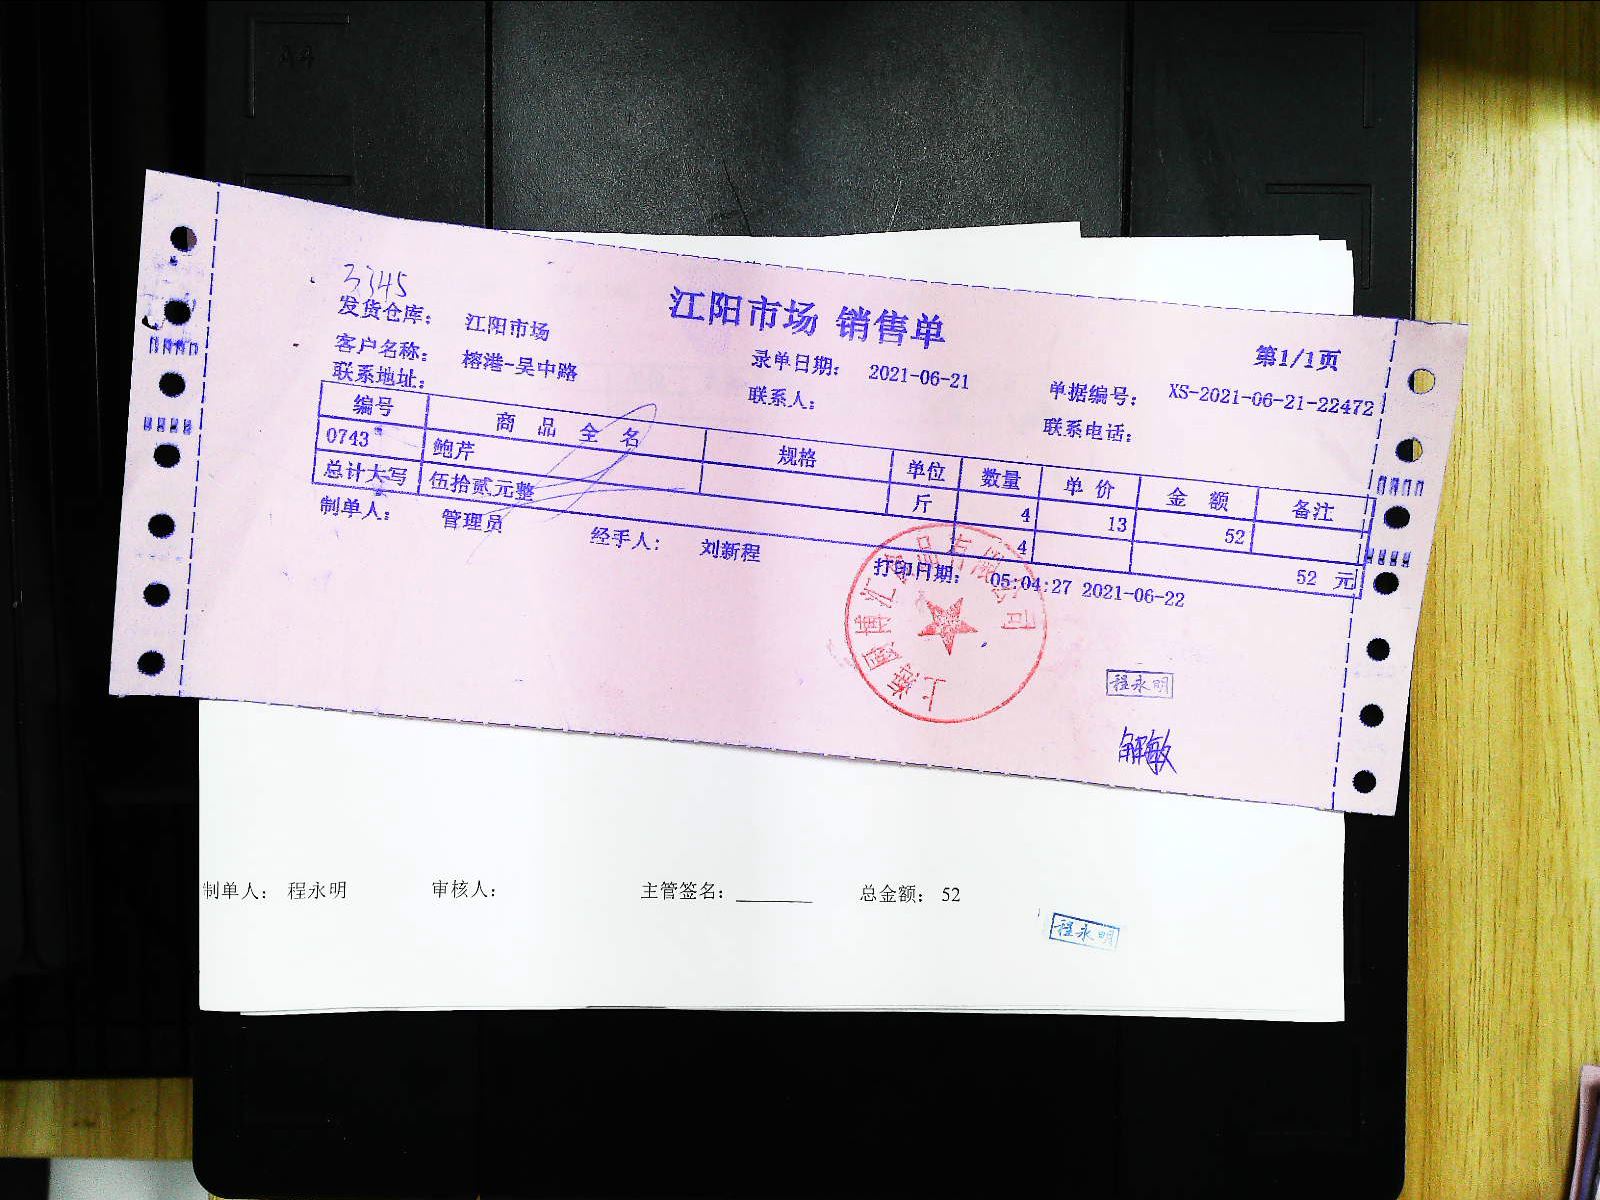 3345
江阳市场 销售单
第1/1页
发货仓库： 江阳市场
客户名称： 榕港-吴中路 录单日期： 2021-06-21 单据编号： XS-2021-06-21-22472
联系地址： 联系人： 联系电话：
编号 商品全名 规格 单位 数量 单价 金额 备注
0743 鲍芹 斤 4 13 52
总计大写 伍拾贰元整 4 52 元
制单人： 管理员 经手人： 刘新程 打印日期： 05:04:27 2021-06-22
程永明
制单人： 程永明 审核人： 主管签名： 总金额： 52
程永明